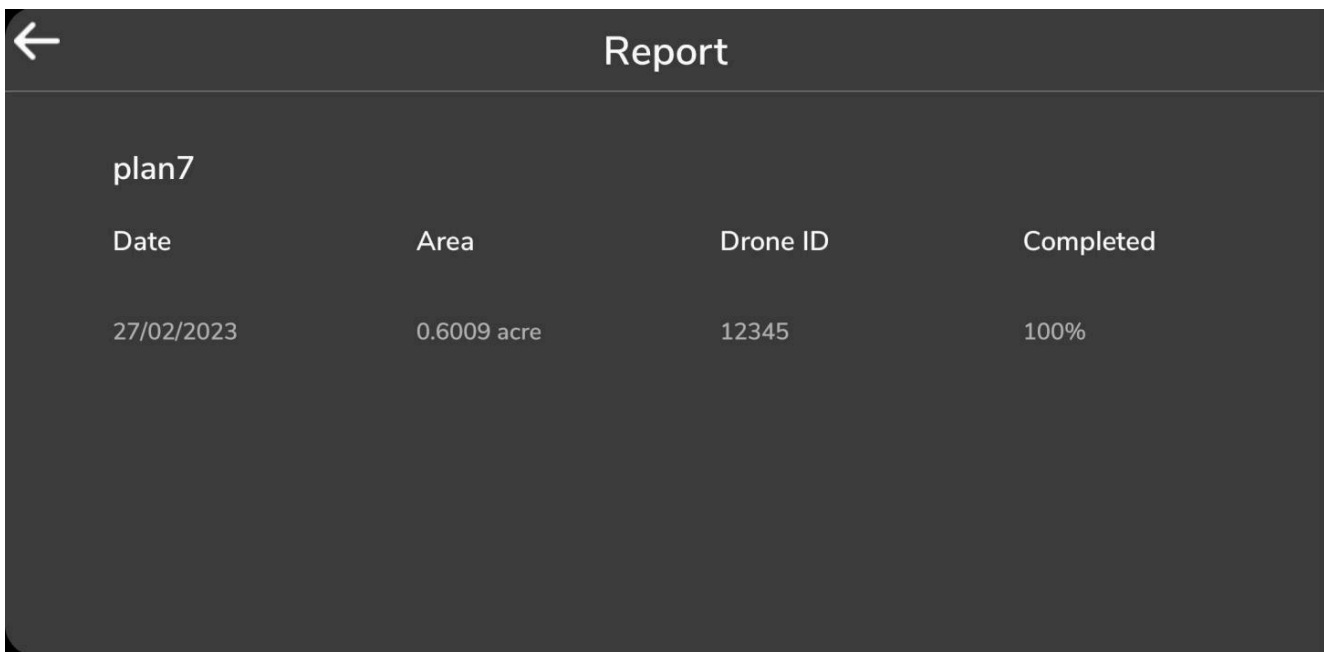 Report
plan7
Date Area Drone ID Completed
27/02/2023 0.6009 acre 12345 100%